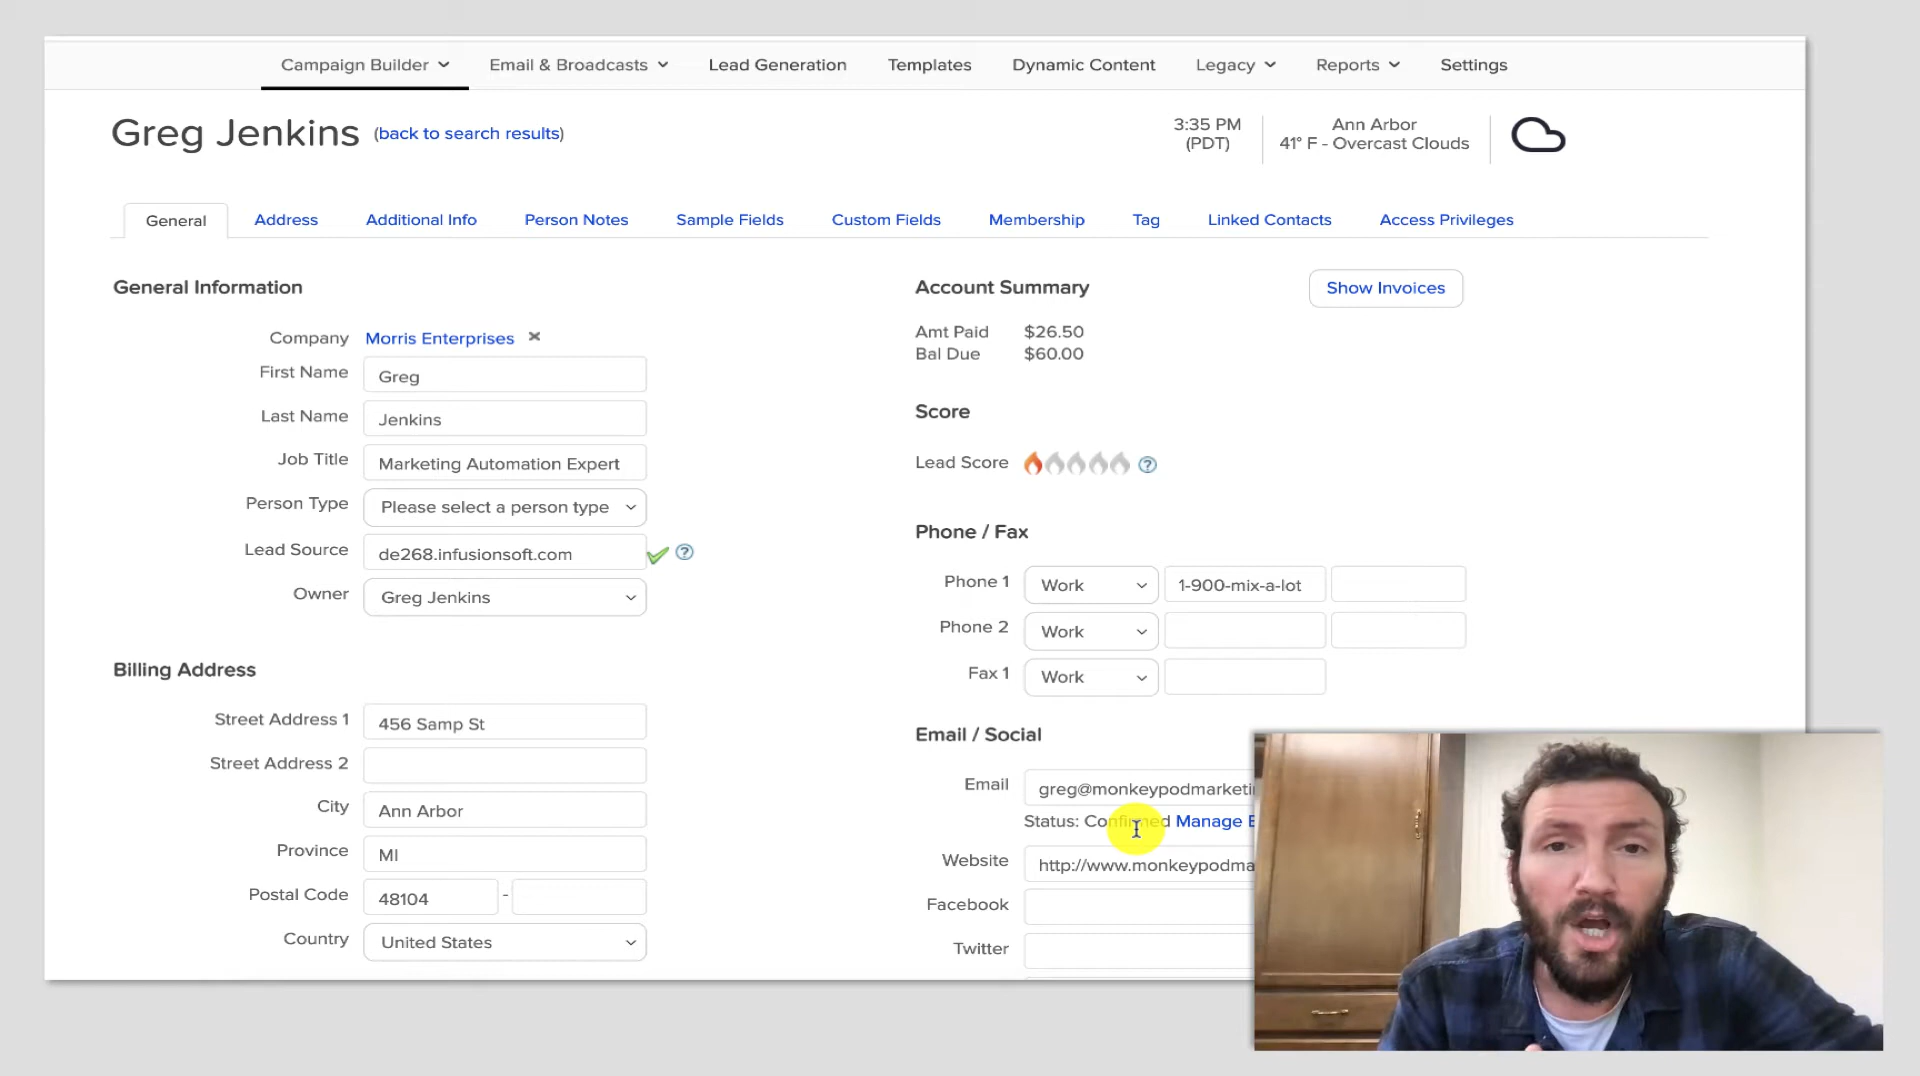 Campaign Builder Email & Broadcasts Lead Generation Templates Dynamic Content Legacy Reports Settings
Greg Jenkins (back to search results)
3:35 PM
(PDT)
Ann Arbor
41° F - Overcast Clouds
General Address Additional Info Person Notes Sample Fields Custom Fields Membership Tag Linked Contacts Access Privileges
General Information
Company Morris Enterprises
First Name Greg
Last Name Jenkins
Job Title Marketing Automation Expert
Person Type Please select a person type
Lead Source de268.infusionsoft.com ?
Owner Greg Jenkins
Billing Address
Street Address 1 456 Samp St
Street Address 2
City Ann Arbor
Province MI
Postal Code 48104 -
Country United States
Account Summary Show Invoices
Amt Paid $26.50
Bal Due $60.00
Score
Lead Score ?
Phone / Fax
Phone 1 Work 1-900-mix-a-lot
Phone 2 Work
Fax 1 Work
Email / Social
Email greg@monkeypodmarketi
Status: Confirmed Manage E
Website http://www.monkeypodma
Facebook
Twitter